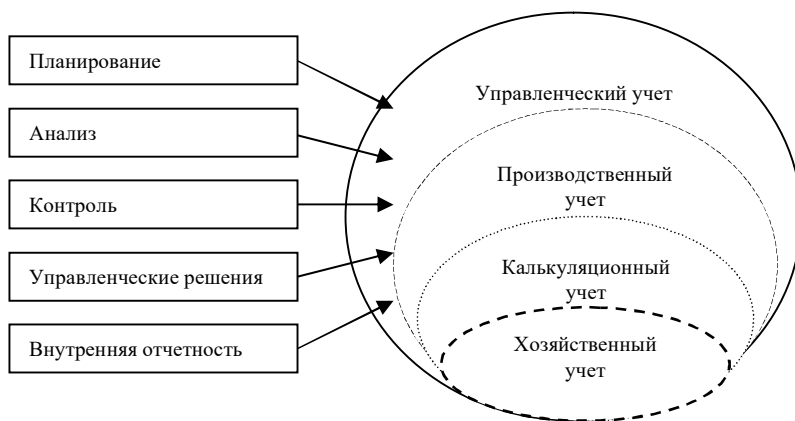 Планирование
Анализ
Контроль
Управленческие решения
Внутренняя отчетность
Управленческий учет
Производственный
учет
Калькуляционный
учет
Хозяйственный
учет